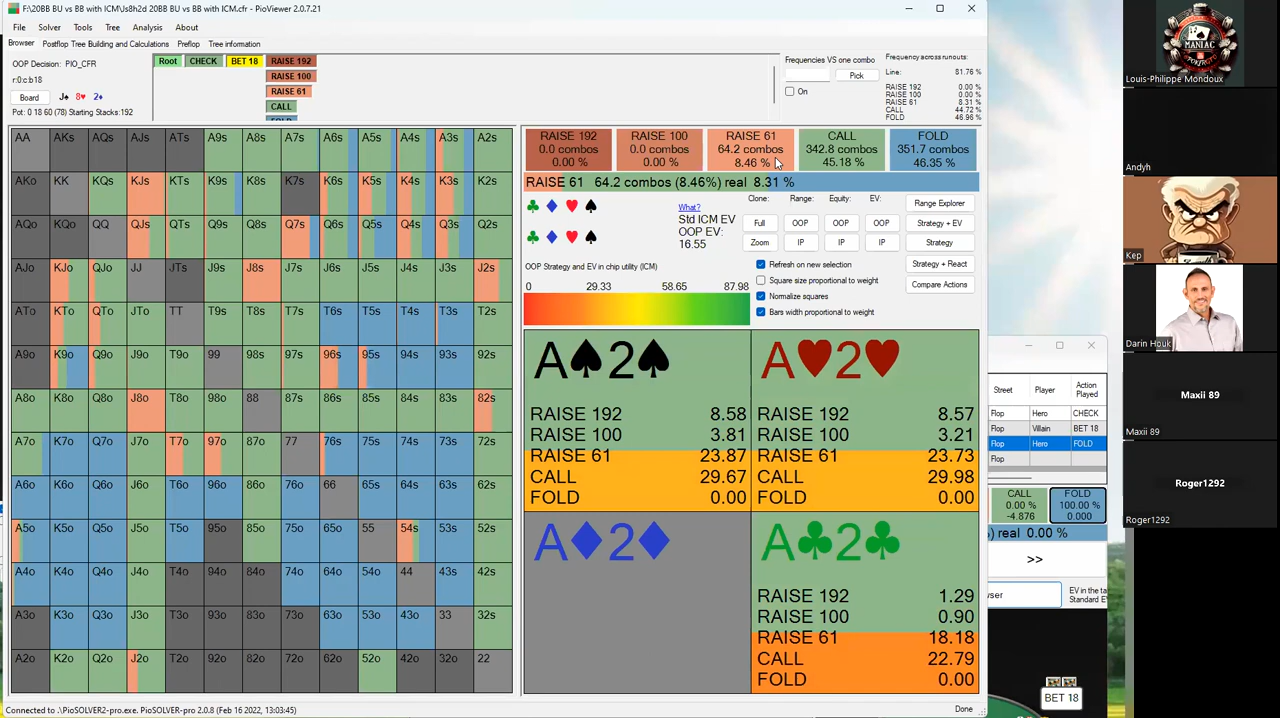 F:\20BB BU vs BB with ICM\Js8h2d 20BB BU vs BB with ICM.cfr - PioViewer 2.0.7.21
File Solver Tools Tree Analysis About
Browser Postflop Tree Building and Calculations Preflop Tree information
OOP Decision: PIO_CFR
r:0:c:b18
Board J♠ 8♥ 2♦
Pot: 0 18 60 (78) Starting Stacks:192
Root CHECK BET 18 RAISE 192
RAISE 100
RAISE 61
CALL
Frequencies VS one combo
Pick
On
Frequency across runouts:
Line: 81.76 %
RAISE 192 0.00 %
RAISE 100 0.00 %
RAISE 61 8.31 %
CALL 44.72 %
FOLD 46.96 %
AA AKs AQs AJs ATs A9s A8s A7s A6s A5s A4s A3s A2s
AKo KK KQs KJs KTs K9s K8s K7s K6s K5s K4s K3s K2s
AQo KQo QQ QJs QTs Q9s Q8s Q7s Q6s Q5s Q4s Q3s Q2s
AJo KJo QJo JJ JTs J9s J8s J7s J6s J5s J4s J3s J2s
ATo KTo QTo JTo TT T9s T8s T7s T6s T5s T4s T3s T2s
A9o K9o Q9o J9o T9o 99 98s 97s 96s 95s 94s 93s 92s
A8o K8o Q8o J8o T8o 98o 88 87s 86s 85s 84s 83s 82s
A7o K7o Q7o J7o T7o 97o 87o 77 76s 75s 74s 73s 72s
A6o K6o Q6o J6o T6o 96o 86o 76o 66 65s 64s 63s 62s
A5o K5o Q5o J5o T5o 95o 85o 75o 65o 55 54s 53s 52s
A4o K4o Q4o J4o T4o 94o 84o 74o 64o 54o 44 43s 42s
A3o K3o Q3o J3o T3o 93o 83o 73o 63o 53o 43o 33 32s
A2o K2o Q2o J2o T2o 92o 82o 72o 62o 52o 42o 32o 22
RAISE 192 RAISE 100 RAISE 61 CALL FOLD
0.0 combos 0.0 combos 64.2 combos 342.8 combos 351.7 combos
0.00 % 0.00 % 8.46 % 45.18 % 46.35 %
RAISE 61 64.2 combos (8.46%) real 8.31 %
What?
Std ICM EV
OOP EV:
16.55
Clone: Range: Equity: EV:
Full OOP OOP OOP
Zoom IP IP IP
Range Explorer
Strategy + EV
Strategy
Strategy + React
Compare Actions
OOP Strategy and EV in chip utility (ICM)
0 29.33 58.65 87.98
Refresh on new selection
Square size proportional to weight
Normalize squares
Bars width proportional to weight
A♠2♠
RAISE 192 8.58
RAISE 100 3.81
RAISE 61 23.87
CALL 29.67
FOLD 0.00
A♥2♥
RAISE 192 8.57
RAISE 100 3.21
RAISE 61 23.73
CALL 29.98
FOLD 0.00
A♦2♦
A♣2♣
RAISE 192 1.29
RAISE 100 0.90
RAISE 61 18.18
CALL 22.79
FOLD 0.00
Street Player Action Played
Flop Hero CHECK
Flop Villain BET 18
Flop Hero FOLD
Flop
CALL FOLD
0.00 % 100.00 %
-4.876 0.000
) real 0.00 %
>>
wser
EV in the ta
Standard E
BET 18
MANIAC
Louis-Philippe Mondoux
Andyh
Kep
Darin Houk
Maxii 89
Maxii 89
Roger1292
Roger1292
Connected to .\PioSOLVER2-pro.exe. PioSOLVER-pro 2.0.8 (Feb 16 2022, 13:03:45)
Done